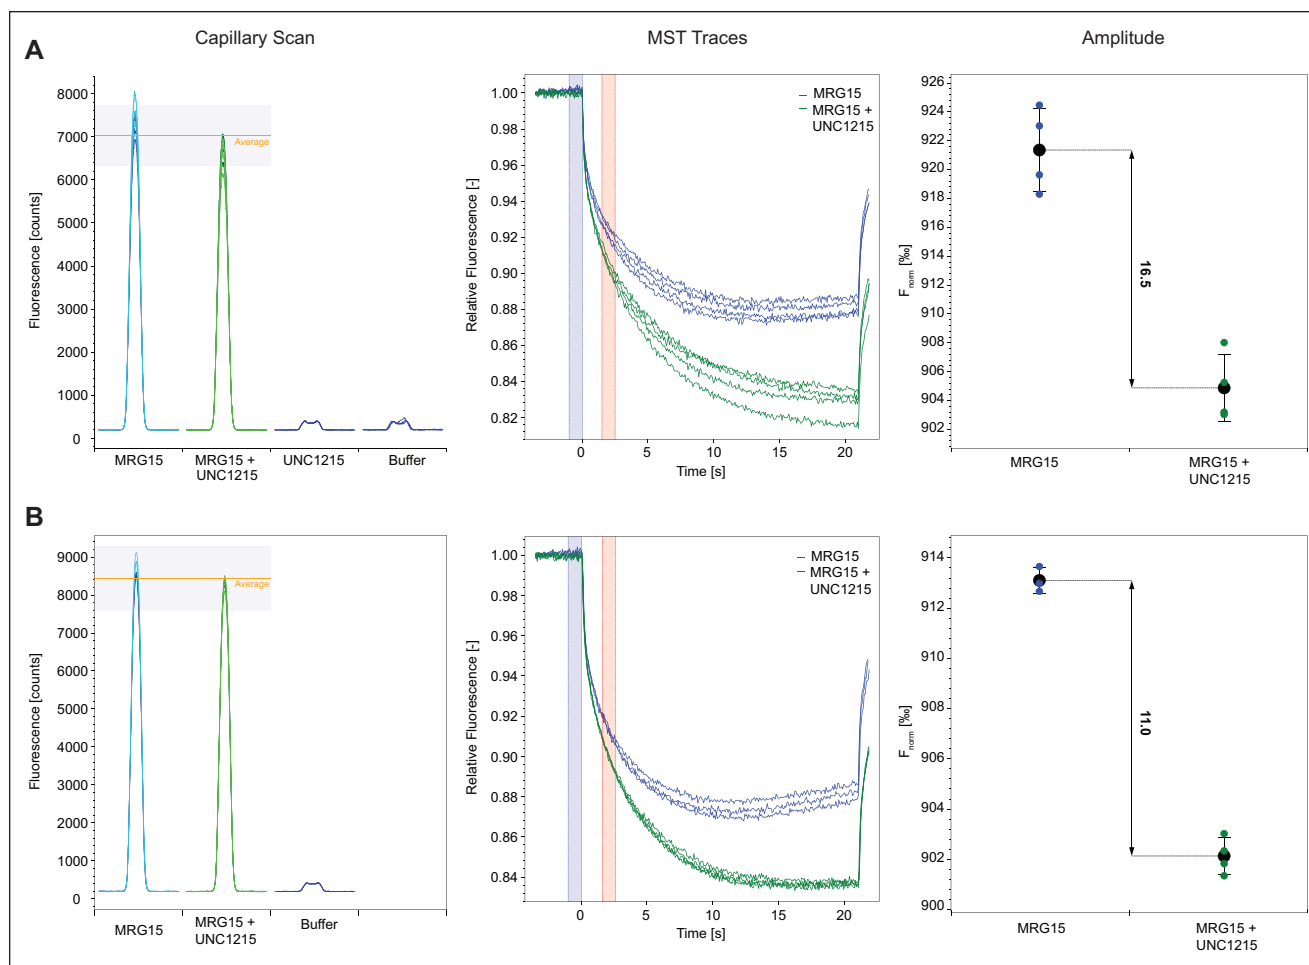 Capillary Scan
MST Traces
Amplitude
A
8000
7000
6000
5000
4000
3000
2000
1000
0
Fluorescence [counts]
Average
MRG15
MRG15 +
UNC1215
UNC1215
Buffer
1.00
0.98
0.96
0.94
0.92
0.90
0.88
0.86
0.84
0.82
Relative Fluorescence [-]
MRG15
MRG15 +
UNC1215
0
5
10
15
20
Time [s]
926
924
922
920
918
916
914
912
910
908
906
904
902
Fnorm [‰]
16.5
MRG15
MRG15 +
UNC1215
B
9000
8000
7000
6000
5000
4000
3000
2000
1000
0
Fluorescence [counts]
Average
MRG15
MRG15 +
UNC1215
Buffer
1.00
0.98
0.96
0.94
0.92
0.90
0.88
0.86
0.84
Relative Fluorescence [-]
MRG15
MRG15 +
UNC1215
0
5
10
15
20
Time [s]
914
912
910
908
906
904
902
900
Fnorm [‰]
11.0
MRG15
MRG15 +
UNC1215